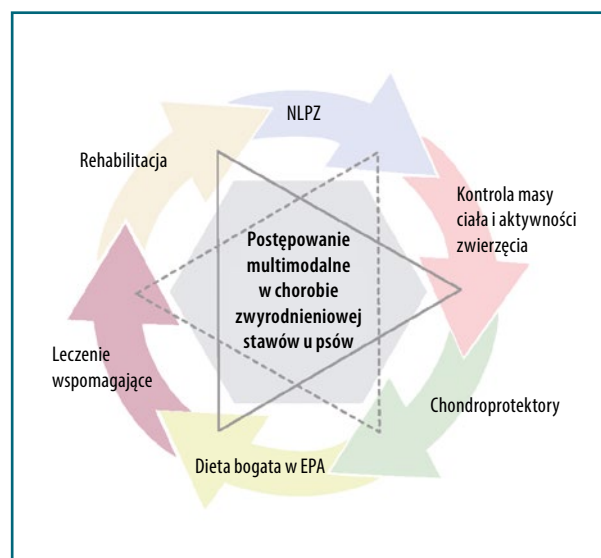 NLPZ
Kontrola masy
ciała i aktywności
zwierzęcia
Chondroprotektory
Dieta bogata w EPA
Leczenie
wspomagające
Rehabilitacja
Postępowanie
multimodalne
w chorobie
zwyrodnieniowej
stawów u psów